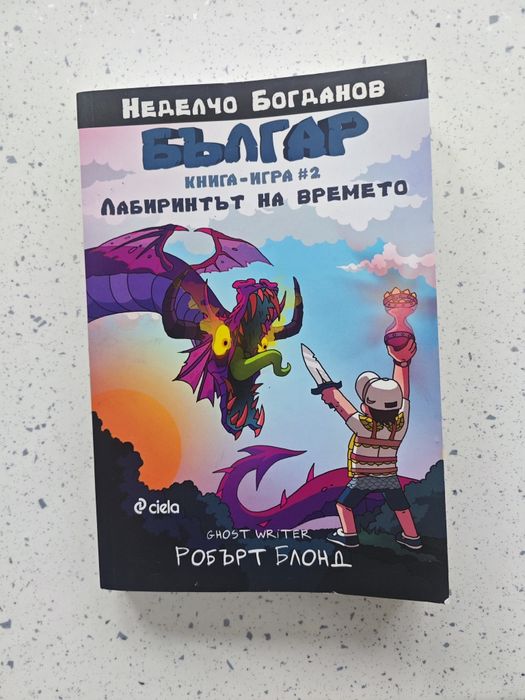 Неделчо Богданов
БЪЛГАР
КНИГА-ИГРА #2
ЛАБИРИНТЪТ НА ВРЕМЕТО
ciela
GHOST WRITER
РОБЪРТ БЛОНД